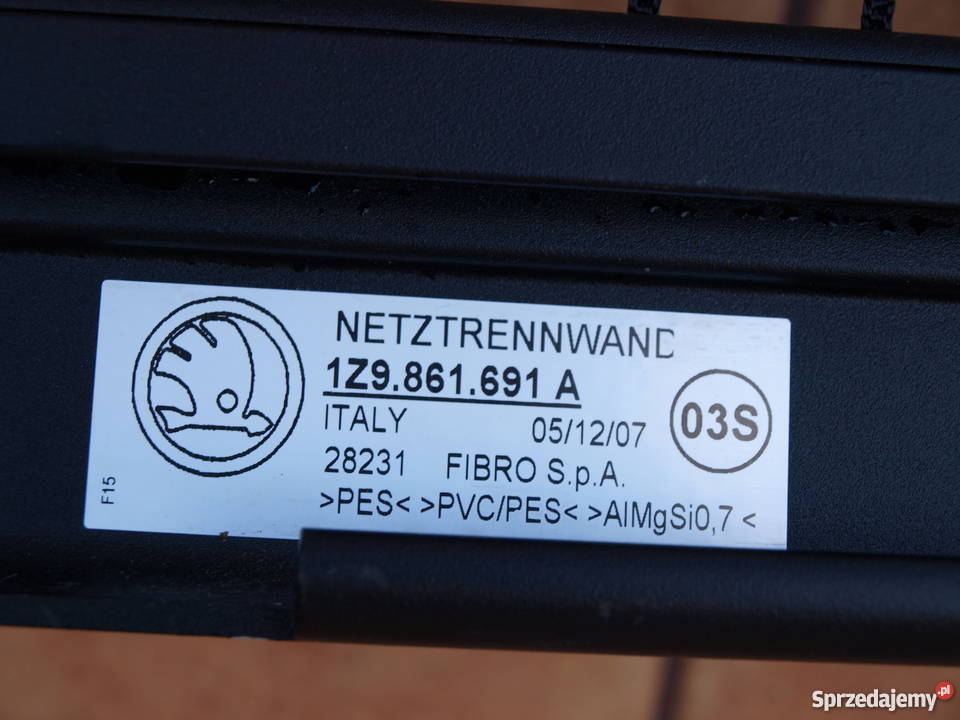 NETZTRENNWAND
1Z9.861.691 A
ITALY 05/12/07
03S
28231 FIBRO S.p.A.
>PES< >PVC/PES< >AlMgSi0,7 <
F15
Sprzedajemy.pl